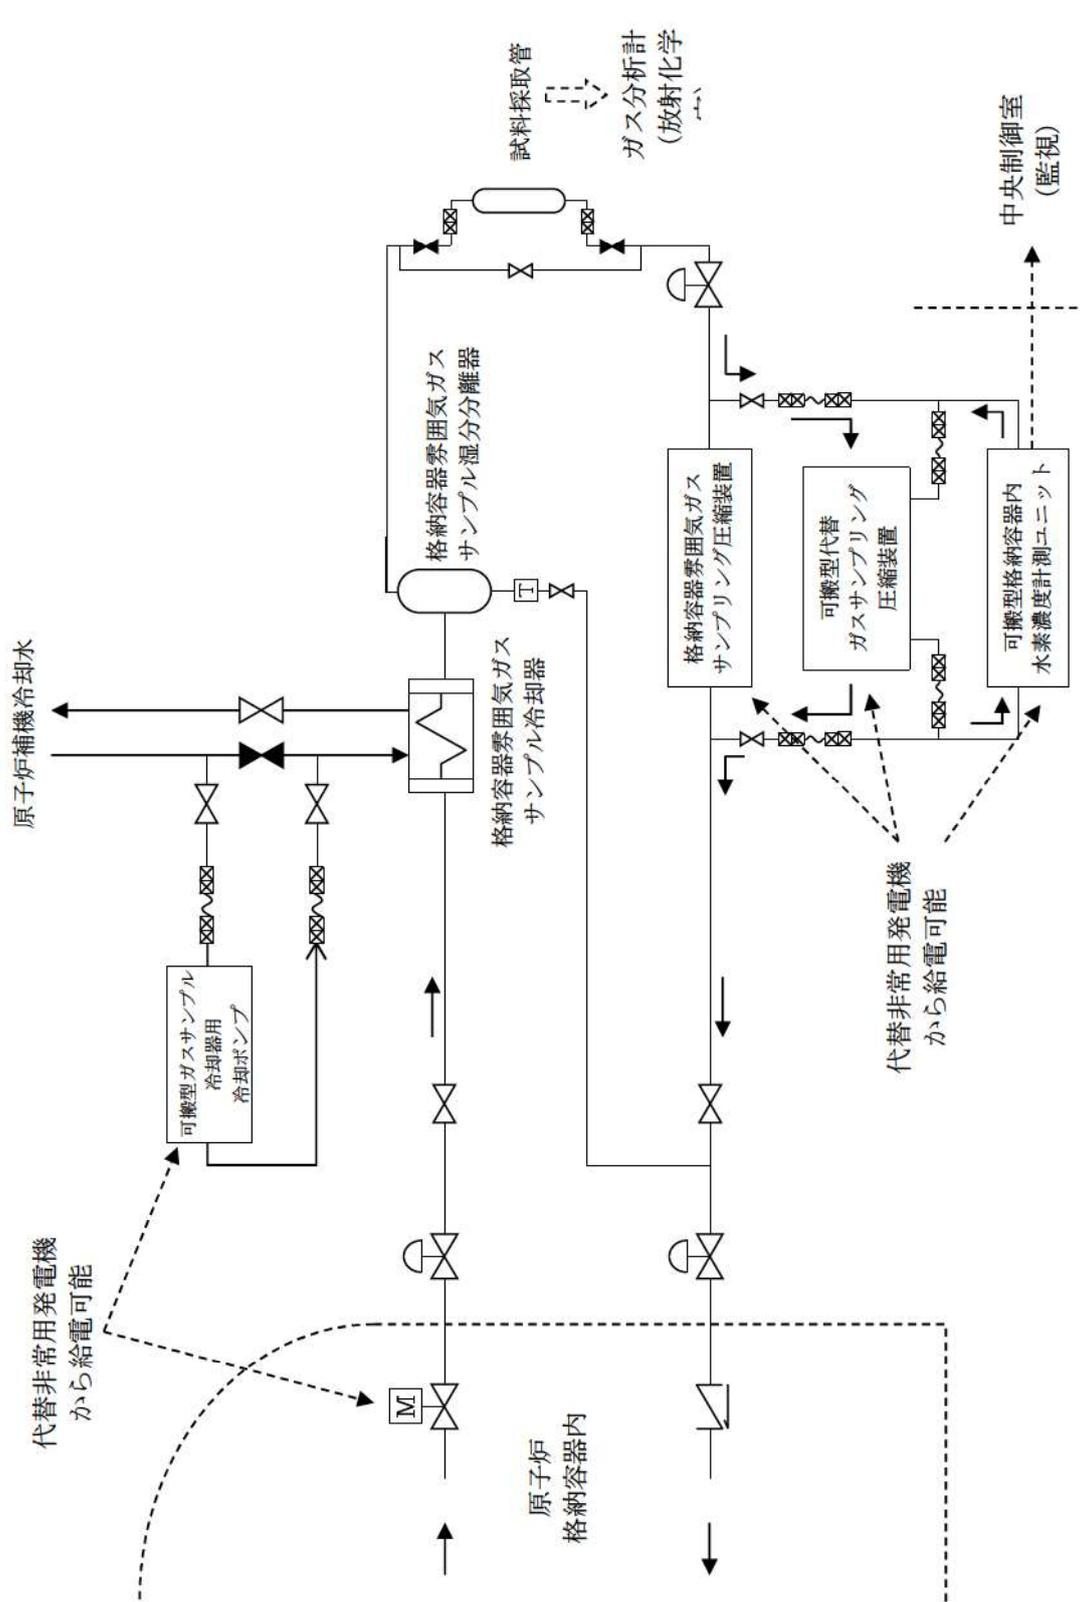 代替非常用発電機
から給電可能
可搬型ガスサンプル
冷却器用
冷却ポンプ
原子炉補機冷却水
M
原子炉
格納容器内
格納容器雰囲気ガス
サンプル冷却器
格納容器雰囲気ガス
サンプル湿分分離器
T
試料採取管
ガス分析計
(放射化学
格納容器雰囲気ガス
サンプリング圧縮装置
可搬型代替
ガスサンプリング
圧縮装置
可搬型格納容器内
水素濃度計測ユニット
代替非常用発電機
から給電可能
中央制御室
(監視)